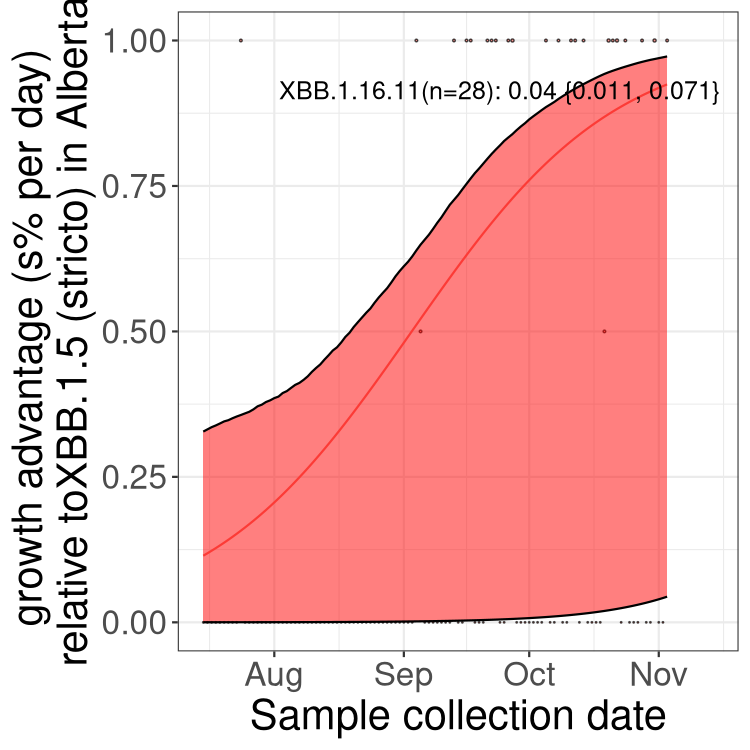 growth advantage (s% per day)
relative toXBB.1.5 (stricto) in Alberta
1.00
0.75
0.50
0.25
0.00
XBB.1.16.11(n=28): 0.04 {0.011, 0.071}
Aug
Sep
Oct
Nov
Sample collection date